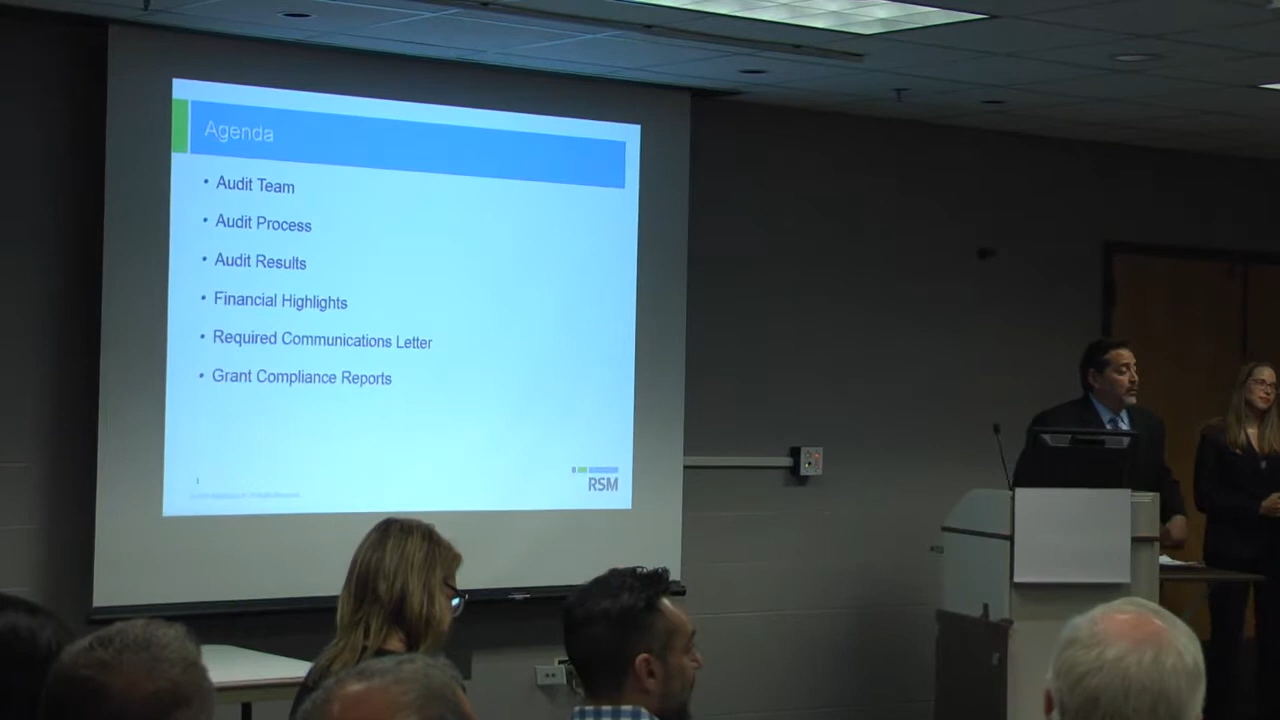 Agenda
• Audit Team
• Audit Process
• Audit Results
• Financial Highlights
• Required Communications Letter
• Grant Compliance Reports
RSM